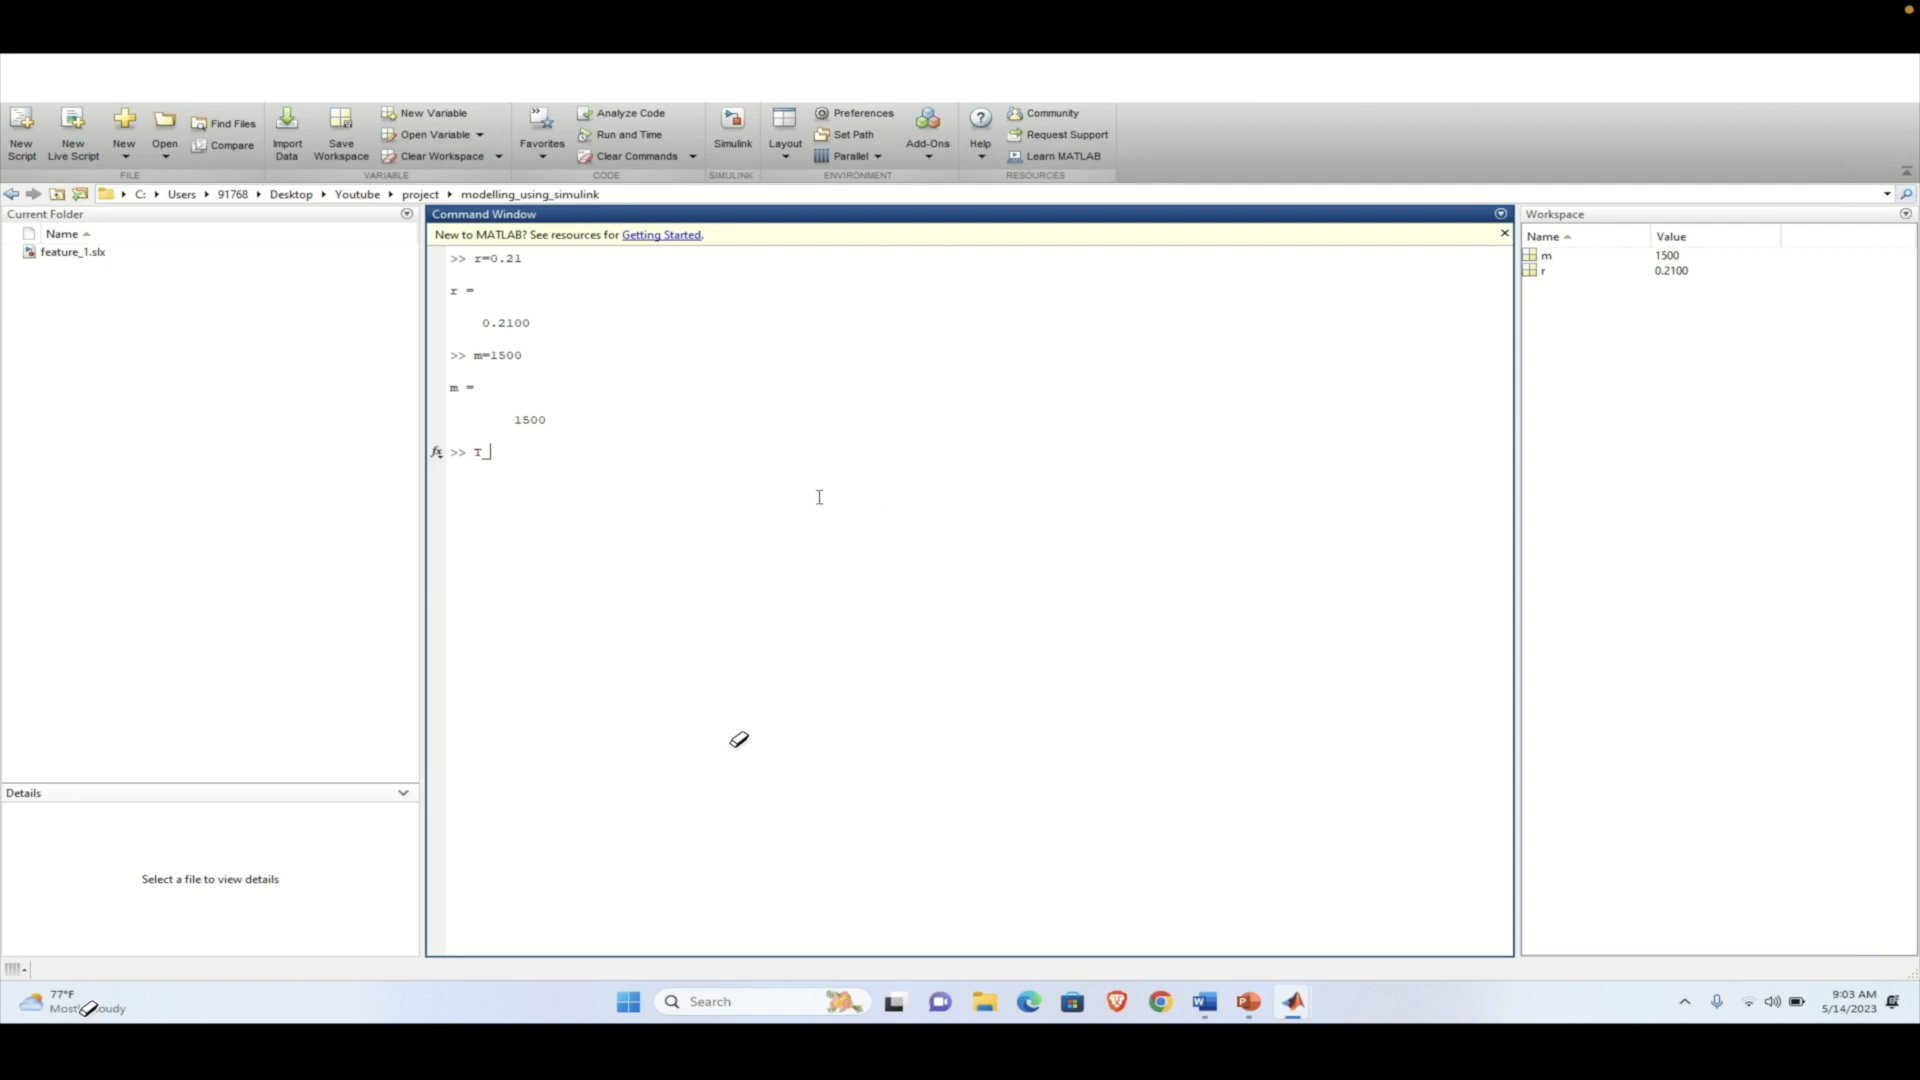 New Script
New Live Script
New
Open
Find Files
Compare
FILE
Import Data
Save Workspace
New Variable
Open Variable
Clear Workspace
VARIABLE
Favorites
Analyze Code
Run and Time
Clear Commands
CODE
Simulink
SIMULINK
Layout
Preferences
Set Path
Parallel
Add-Ons
ENVIRONMENT
Help
Community
Request Support
Learn MATLAB
RESOURCES
C: Users 91768 Desktop Youtube project modelling_using_simulink
Current Folder
Name
feature_1.slx
Details
Select a file to view details
Command Window
New to MATLAB? See resources for Getting Started.
>> r=0.21
r =
0.2100
>> m=1500
m =
1500
fx >> T_
Workspace
Name Value
m 1500
r 0.2100
77°F
Search
9:03 AM
5/14/2023